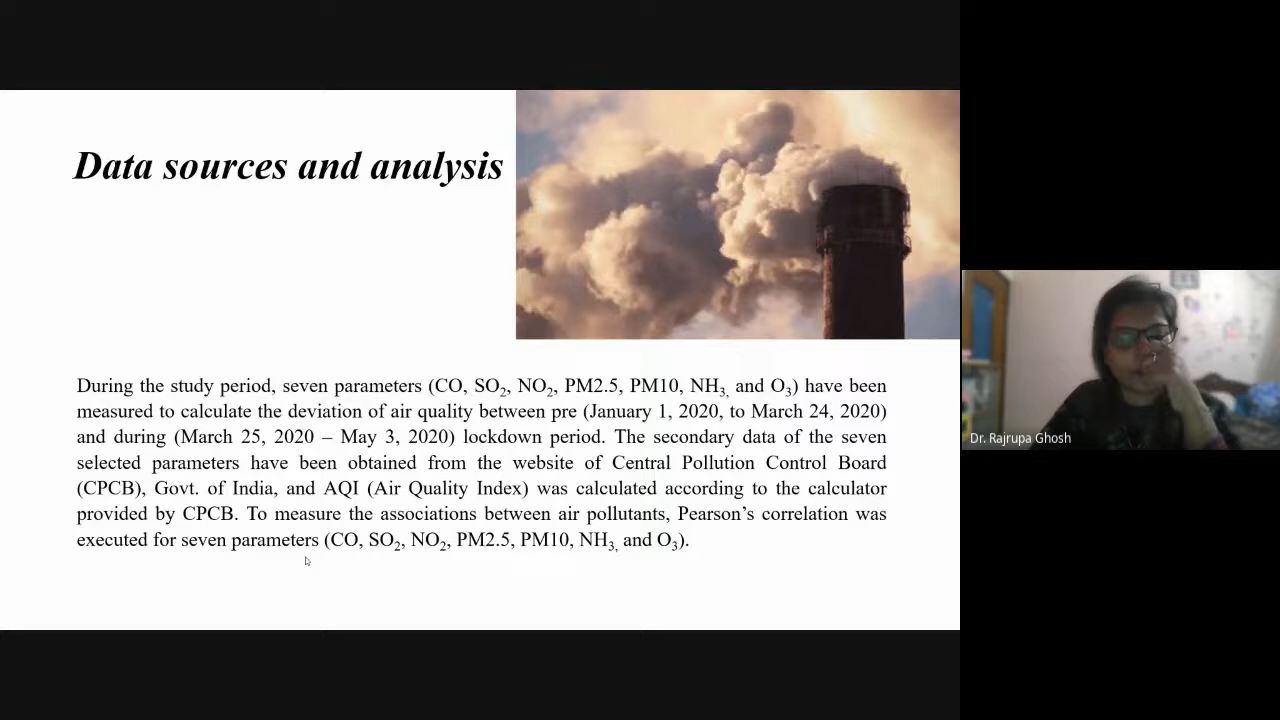 Data sources and analysis
During the study period, seven parameters (CO, SO₂, NO₂, PM2.5, PM10, NH₃, and O₃) have been
measured to calculate the deviation of air quality between pre (January 1, 2020, to March 24, 2020)
and during (March 25, 2020 – May 3, 2020) lockdown period. The secondary data of the seven
selected parameters have been obtained from the website of Central Pollution Control Board
(CPCB), Govt. of India, and AQI (Air Quality Index) was calculated according to the calculator
provided by CPCB. To measure the associations between air pollutants, Pearson’s correlation was
executed for seven parameters (CO, SO₂, NO₂, PM2.5, PM10, NH₃, and O₃).
Dr. Rajrupa Ghosh